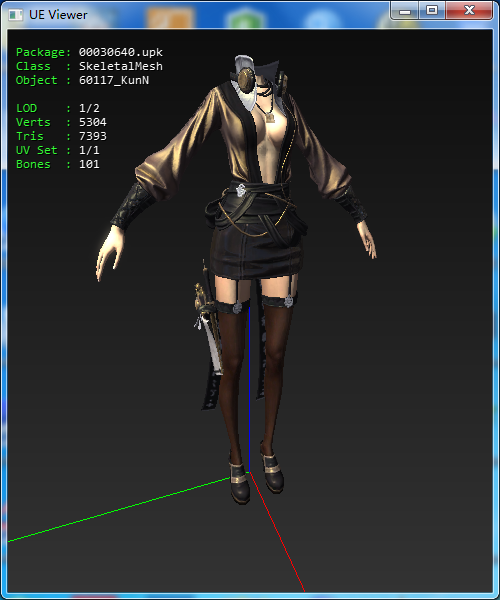 UE Viewer
Package: 00030640.upk
Class : SkeletalMesh
Object : 60117_KunN
LOD : 1/2
Verts : 5304
Tris : 7393
UV Set : 1/1
Bones : 101